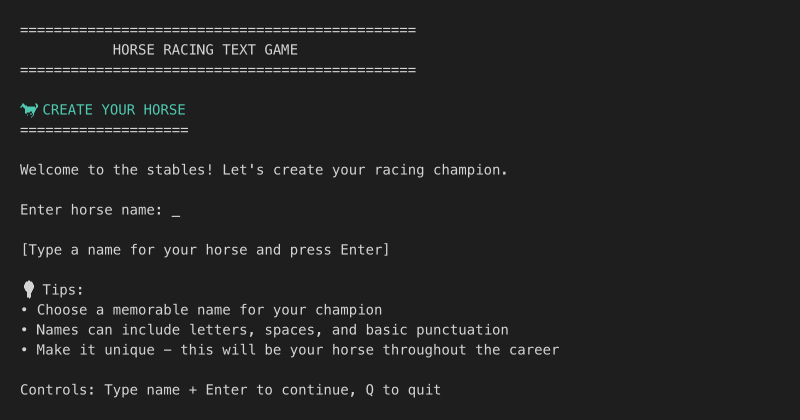 ===============================================
HORSE RACING TEXT GAME
===============================================
🐎 CREATE YOUR HORSE
====================
Welcome to the stables! Let's create your racing champion.
Enter horse name: _
[Type a name for your horse and press Enter]
💡 Tips:
• Choose a memorable name for your champion
• Names can include letters, spaces, and basic punctuation
• Make it unique – this will be your horse throughout the career
Controls: Type name + Enter to continue, Q to quit